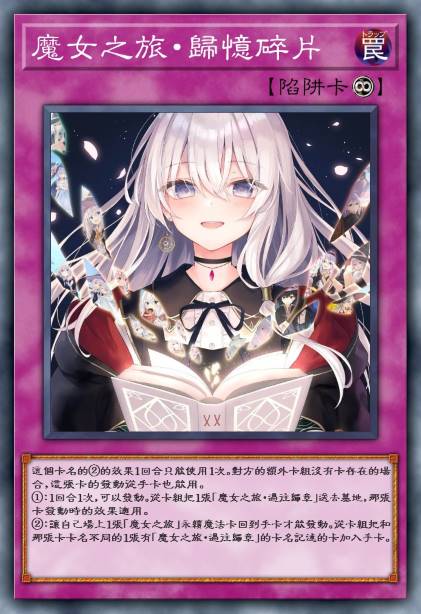 魔女之旅・歸憶碎片
トラップ
罠
【陷阱卡】
這個卡名的②的效果1回合只能使用1次。對方的額外卡組沒有卡存在的場
合,這張卡的發動從手卡也能用。
①:1回合1次,可以發動。從卡組把1張「魔女之旅・過往歸章」送去墓地,那張
卡發動時的效果適用。
②:讓自己場上1張「魔女之旅」永續魔法卡回到手卡才能發動。從卡組把和
那張卡卡名不同的1張有「魔女之旅・過往歸章」的卡名記述的卡加入手卡。